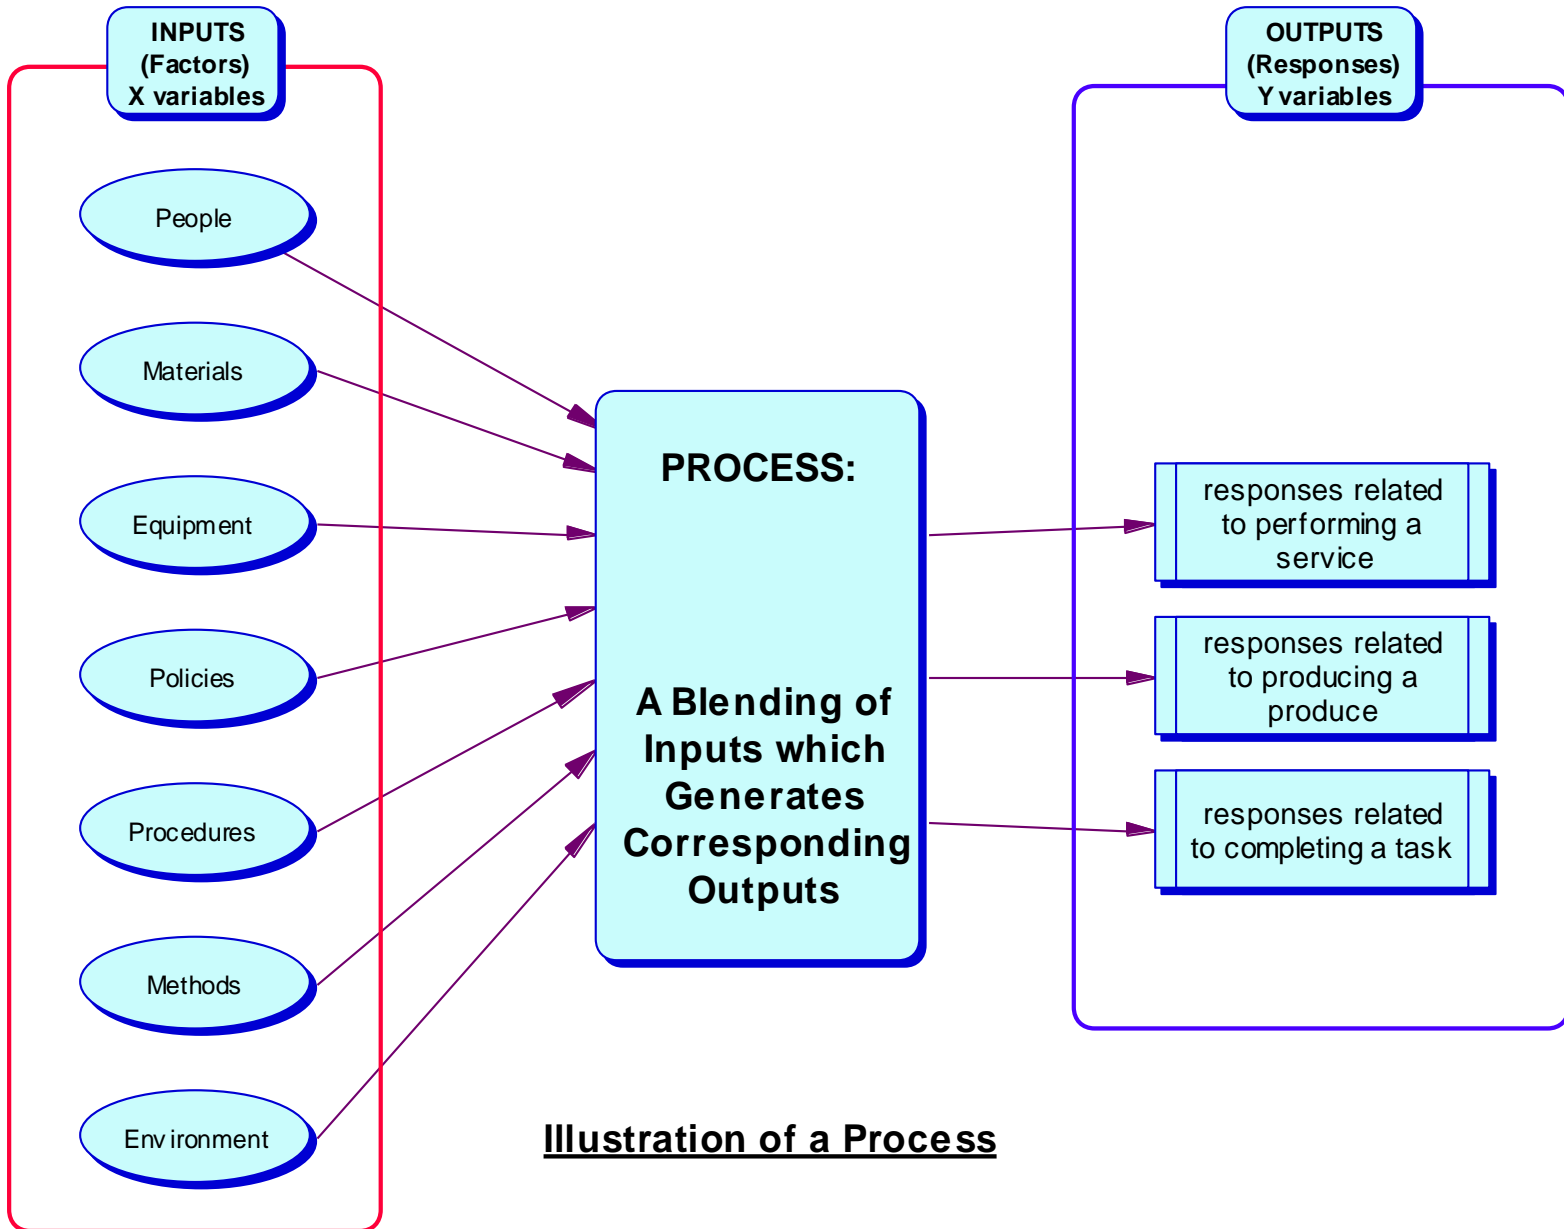 INPUTS
(Factors)
X variables
People
Materials
Equipment
Policies
Procedures
Methods
Environment
PROCESS:
A Blending of
Inputs which
Generates
Corresponding
Outputs
OUTPUTS
(Responses)
Y variables
responses related
to performing a
service
responses related
to producing a
produce
responses related
to completing a task
Illustration of a Process